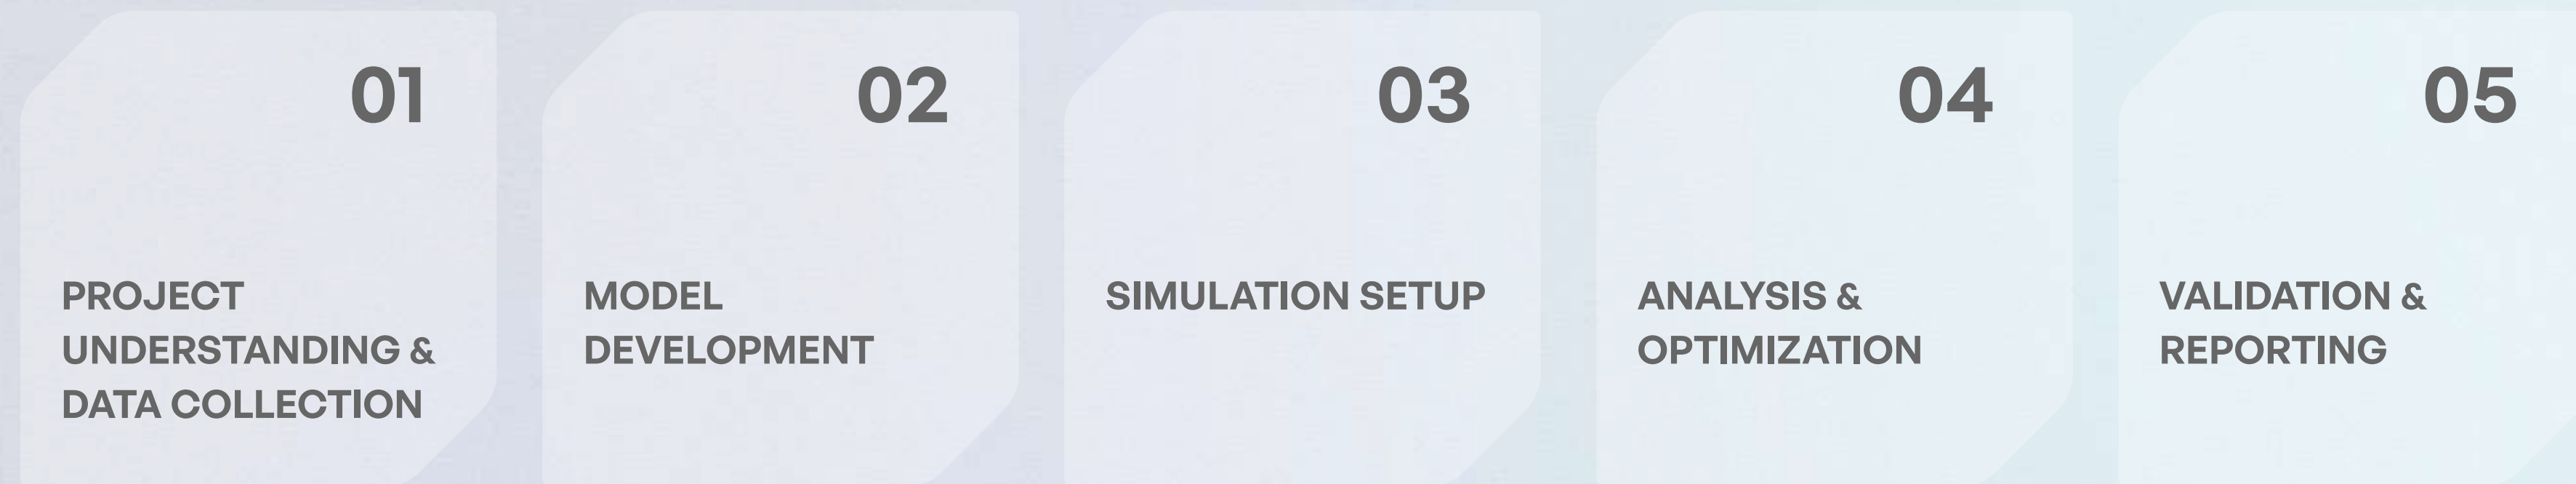 01
PROJECT
UNDERSTANDING &
DATA COLLECTION
02
MODEL
DEVELOPMENT
03
SIMULATION SETUP
04
ANALYSIS &
OPTIMIZATION
05
VALIDATION &
REPORTING